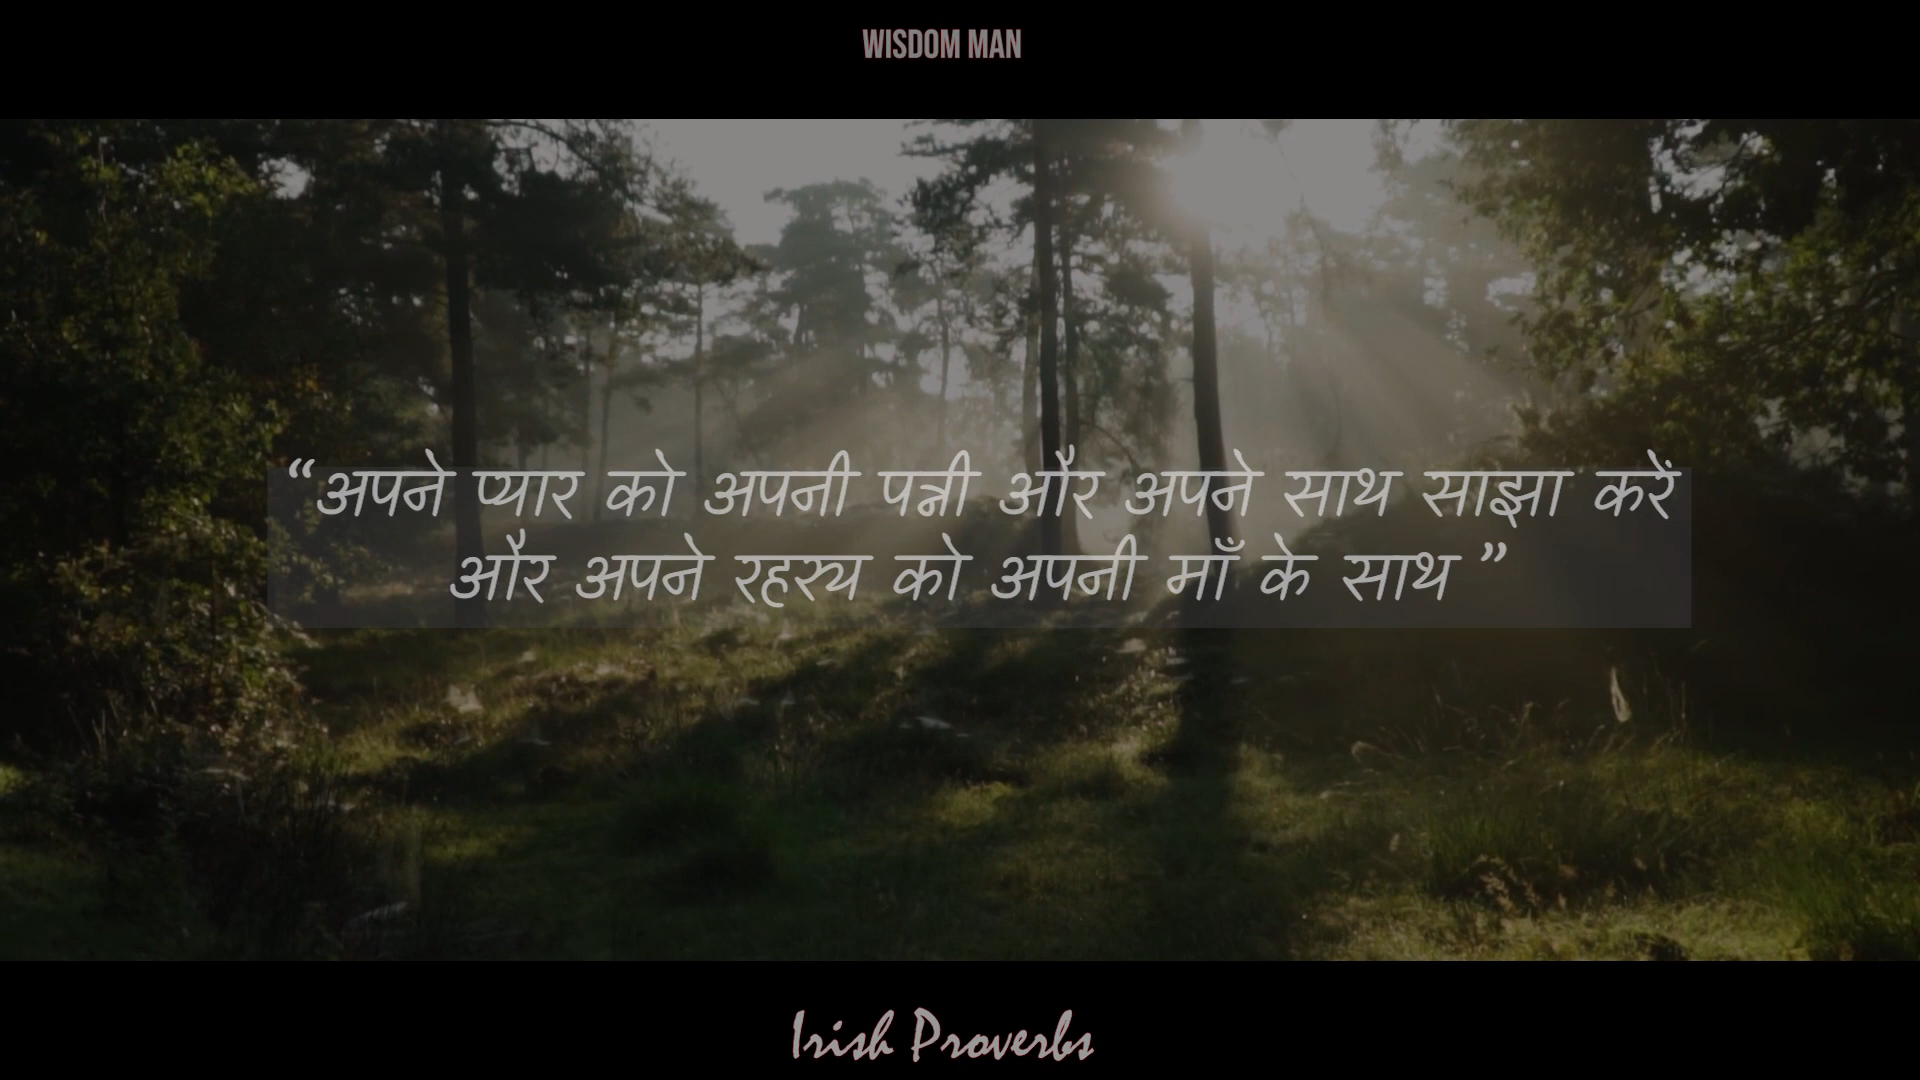 WISDOM MAN
“अपने प्यार को अपनी पत्नी और अपने साथ साझा करें
और अपने रहस्य को अपनी माँ के साथ ”
Irish Proverbs